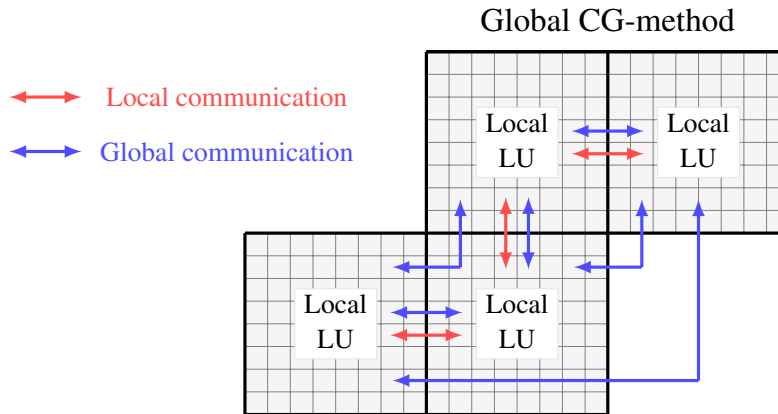 Global CG-method
Local communication
Global communication
Local
LU
Local
LU
Local
LU
Local
LU